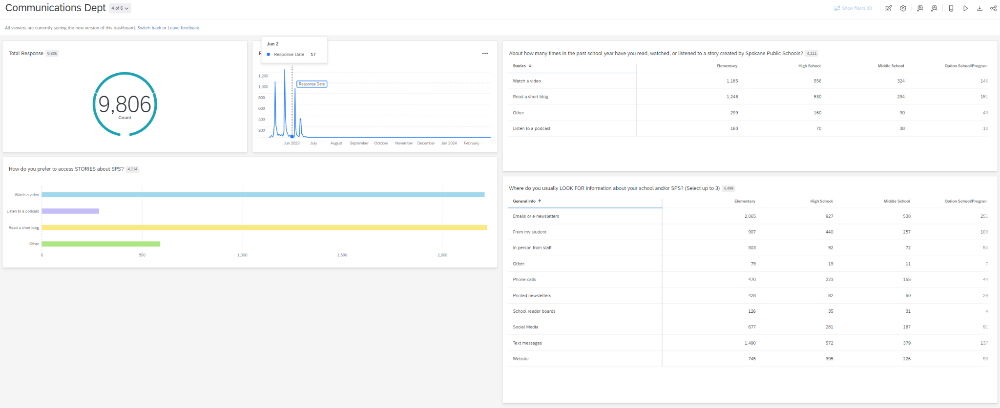 Communications Dept 4 of 6
Show filters (0)
All viewers are currently seeing the new version of this dashboard. Switch back or Leave feedback.
Total Response 9,806
9,806
Count
Jun 2
Response Date 17
1,200
1,000
800
600
400
200
Response Date
Jun 2023 July August September October November December Jan 2024 February
How do you prefer to access STORIES about SPS? 4,114
Watch a video
Listen to a podcast
Read a short blog
Other
0 500 1,000 1,500 2,000
About how many times in the past school year have you read, watched, or listened to a story created by Spokane Public Schools? 4,111
Stories Elementary High School Middle School Option School/Program
Watch a video 1,185 556 324 146
Read a short blog 1,248 530 294 151
Other 299 160 90 43
Listen to a podcast 160 70 38 18
Where do you usually LOOK FOR information about your school and/or SPS? (Select up to 3) 4,499
General Info Elementary High School Middle School Option School/Program
Emails or e-newsletters 2,065 927 538 251
From my student 907 440 257 109
In person from staff 503 92 72 54
Other: 79 19 11 7
Phone calls 470 223 155 44
Printed newsletters 428 82 50 29
School reader boards 126 35 31 4
Social Media 677 281 187 91
Text messages 1,490 572 379 137
Website 745 395 226 93